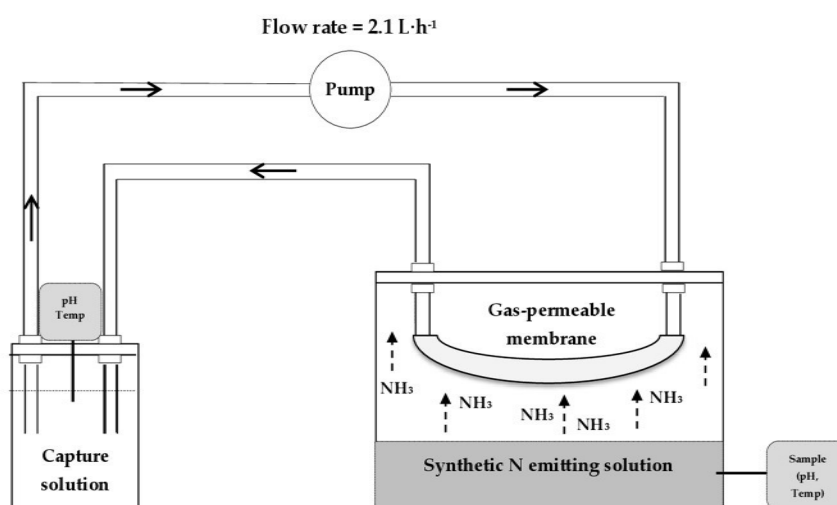 Flow rate = 2.1 L·h⁻¹
Pump
pH
Temp
Gas-permeable
membrane
NH₃
NH₃
NH₃
NH₃
NH₃
Capture
solution
Synthetic N emitting solution
Sample
(pH,
Temp)